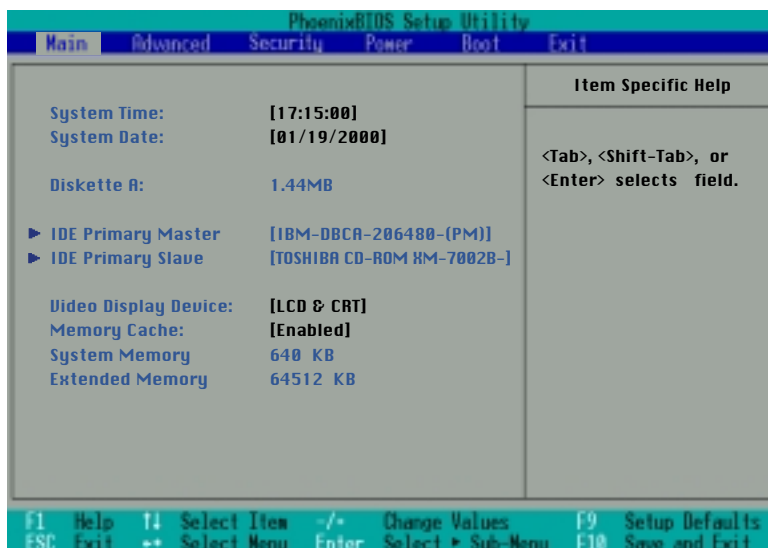 PhoenixBIOS Setup Utility
Main Advanced Security Power Boot Exit
Item Specific Help
System Time: [17:15:00]
System Date: [01/19/2000]
<Tab>, <Shift-Tab>, or
<Enter> selects field.
Diskette A: 1.44MB
IDE Primary Master [IBM-DBCA-206480-(PM)]
IDE Primary Slave [TOSHIBA CD-ROM XM-7002B-]
Video Display Device: [LCD & CRT]
Memory Cache: [Enabled]
System Memory 640 KB
Extended Memory 64512 KB
F1 Help ↑↓ Select Item -/+ Change Values F9 Setup Defaults
ESC Exit ←→ Select Menu Enter Select ▶ Sub-Menu F10 Save and Exit